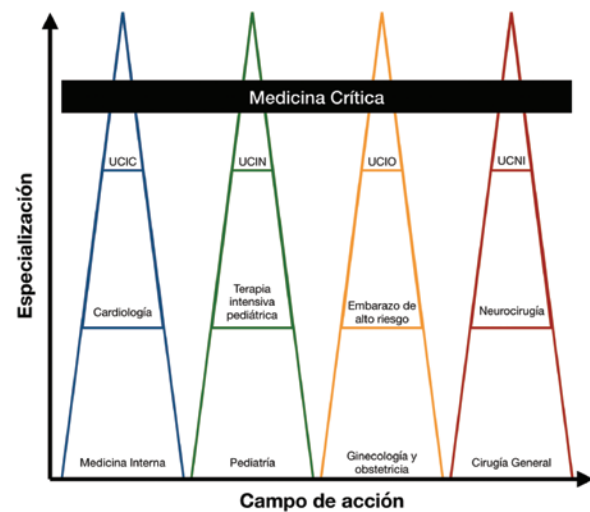 Medicina Crítica
UCIC
UCIN
UCIO
UCNI
Especialización
Cardiología
Terapia
intensiva
pediátrica
Embarazo de
alto riesgo
Neurocirugía
Medicina Interna
Pediatría
Ginecología y
obstetricia
Cirugía General
Campo de acción